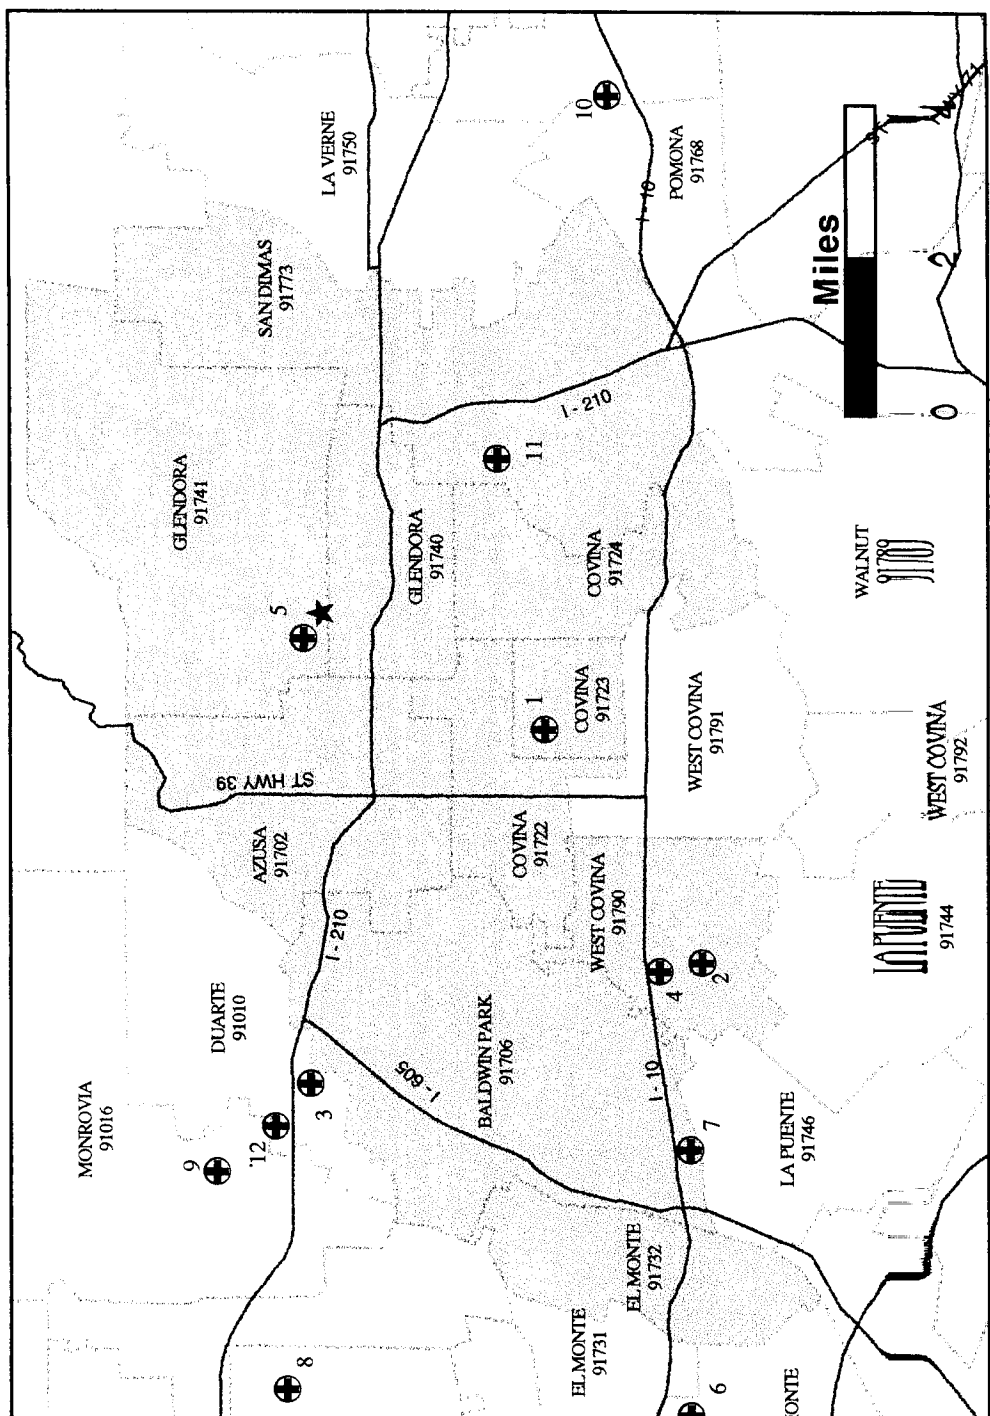 MONROVIA
91016
DUARTE
91010
9
12
3
8
AZUSA
91702
ST HWY 39
I - 210
5
GLENDORA
91741
SAN DIMAS
91773
LA VERNE
91750
GLENDORA
91740
I - 605
BALDWIN PARK
91706
COVINA
91722
1
COVINA
91723
COVINA
91724
11
I - 210
10
I - 10
POMONA
91768
EL MONTE
91731
EL MONTE
91732
WEST COVINA
91790
4
2
I - 10
7
6
WEST COVINA
91791
LA PUENTE
91746
LA PUENTE
91744
WEST COVINA
91792
WALNUT
Miles
0
2